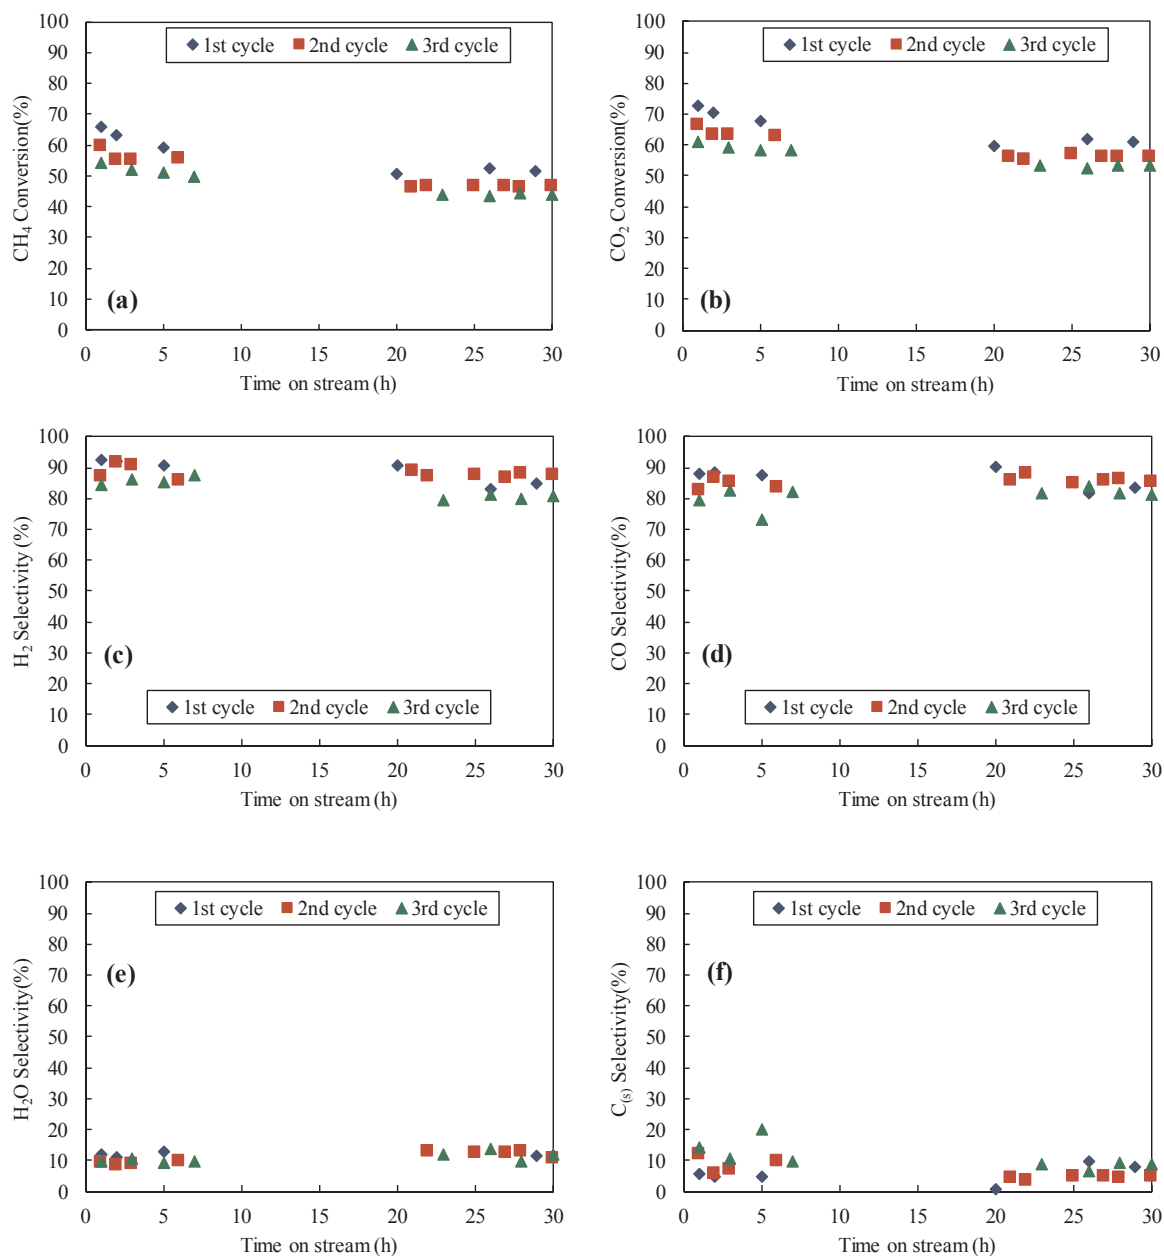 100
90
80
70
60
50
40
30
20
10
0
CH4 Conversion(%)
1st cycle 2nd cycle 3rd cycle
(a)
0 5 10 15 20 25 30
Time on stream (h)
100
90
80
70
60
50
40
30
20
10
0
CO2 Conversion(%)
1st cycle 2nd cycle 3rd cycle
(b)
0 5 10 15 20 25 30
Time on stream (h)
100
90
80
70
60
50
40
30
20
10
0
H2 Selectivity (%)
(c)
1st cycle 2nd cycle 3rd cycle
0 5 10 15 20 25 30
Time on stream (h)
100
90
80
70
60
50
40
30
20
10
0
CO Selectivity(%)
(d)
1st cycle 2nd cycle 3rd cycle
0 5 10 15 20 25 30
Time on stream (h)
100
90
80
70
60
50
40
30
20
10
0
H2O Selectivity(%)
1st cycle 2nd cycle 3rd cycle
(e)
0 5 10 15 20 25 30
Time on stream (h)
100
90
80
70
60
50
40
30
20
10
0
C(s) Selectivity(%)
1st cycle 2nd cycle 3rd cycle
(f)
0 5 10 15 20 25 30
Time on stream (h)